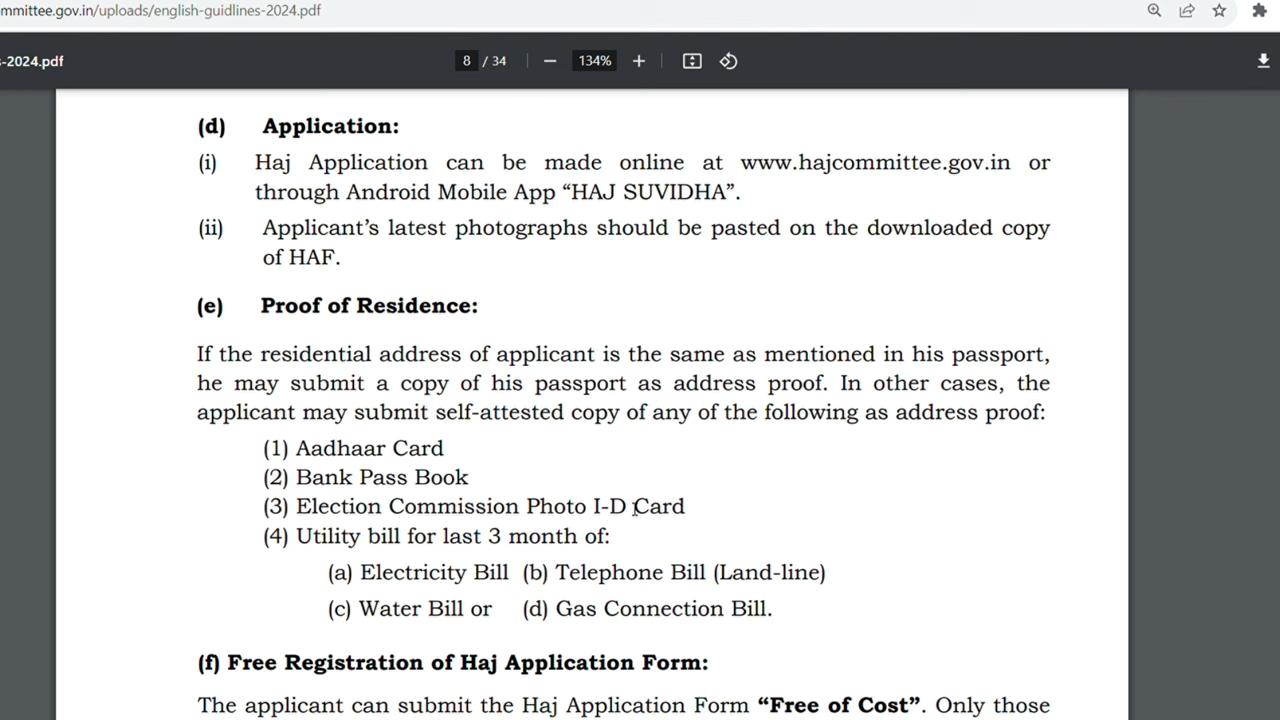 mmittee.gov.in/uploads/english-guidlines-2024.pdf
-2024.pdf
8 / 34
134%
(d) Application:
(i) Haj Application can be made online at www.hajcommittee.gov.in or
through Android Mobile App “HAJ SUVIDHA”.
(ii) Applicant’s latest photographs should be pasted on the downloaded copy
of HAF.
(e) Proof of Residence:
If the residential address of applicant is the same as mentioned in his passport,
he may submit a copy of his passport as address proof. In other cases, the
applicant may submit self-attested copy of any of the following as address proof:
(1) Aadhaar Card
(2) Bank Pass Book
(3) Election Commission Photo I-D Card
(4) Utility bill for last 3 month of:
(a) Electricity Bill (b) Telephone Bill (Land-line)
(c) Water Bill or (d) Gas Connection Bill.
(f) Free Registration of Haj Application Form:
The applicant can submit the Haj Application Form “Free of Cost”. Only those